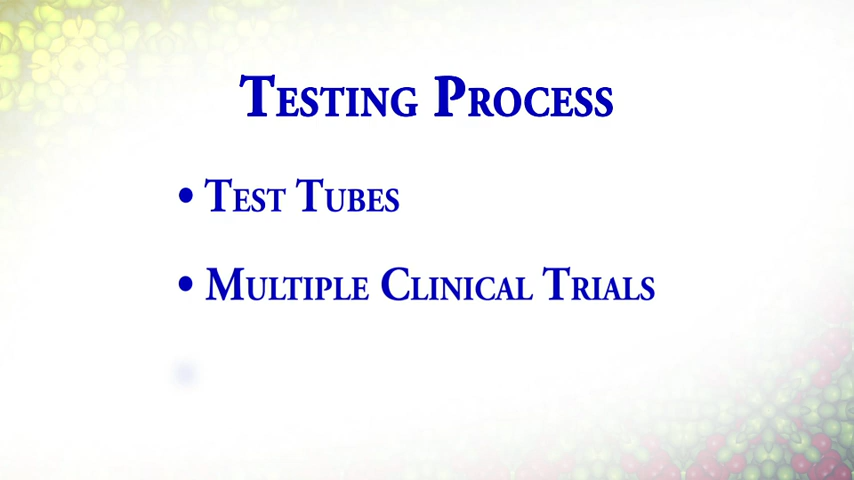 Testing Process
• Test Tubes
• Multiple Clinical Trials